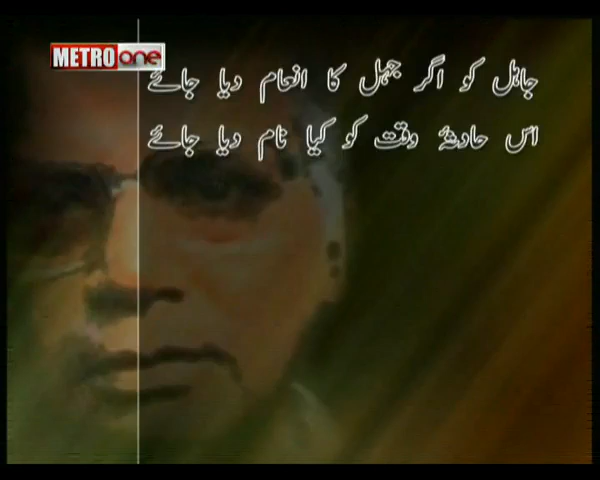 METRO one
جاہل کو اگر جہل کا انعام دیا جائے
اس حادثۂ وقت کو کیا نام دیا جائے